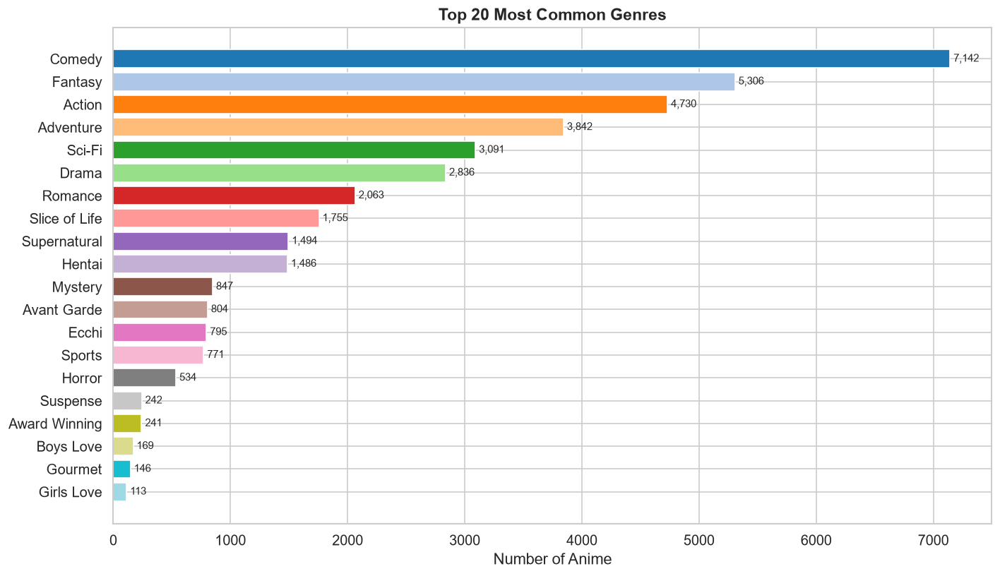 Top 20 Most Common Genres
Comedy 7,142
Fantasy 5,306
Action 4,730
Adventure 3,842
Sci-Fi 3,091
Drama 2,836
Romance 2,063
Slice of Life 1,755
Supernatural 1,494
Hentai 1,486
Mystery 847
Avant Garde 804
Ecchi 795
Sports 771
Horror 534
Suspense 242
Award Winning 241
Boys Love 169
Gourmet 146
Girls Love 113
0 1000 2000 3000 4000 5000 6000 7000
Number of Anime